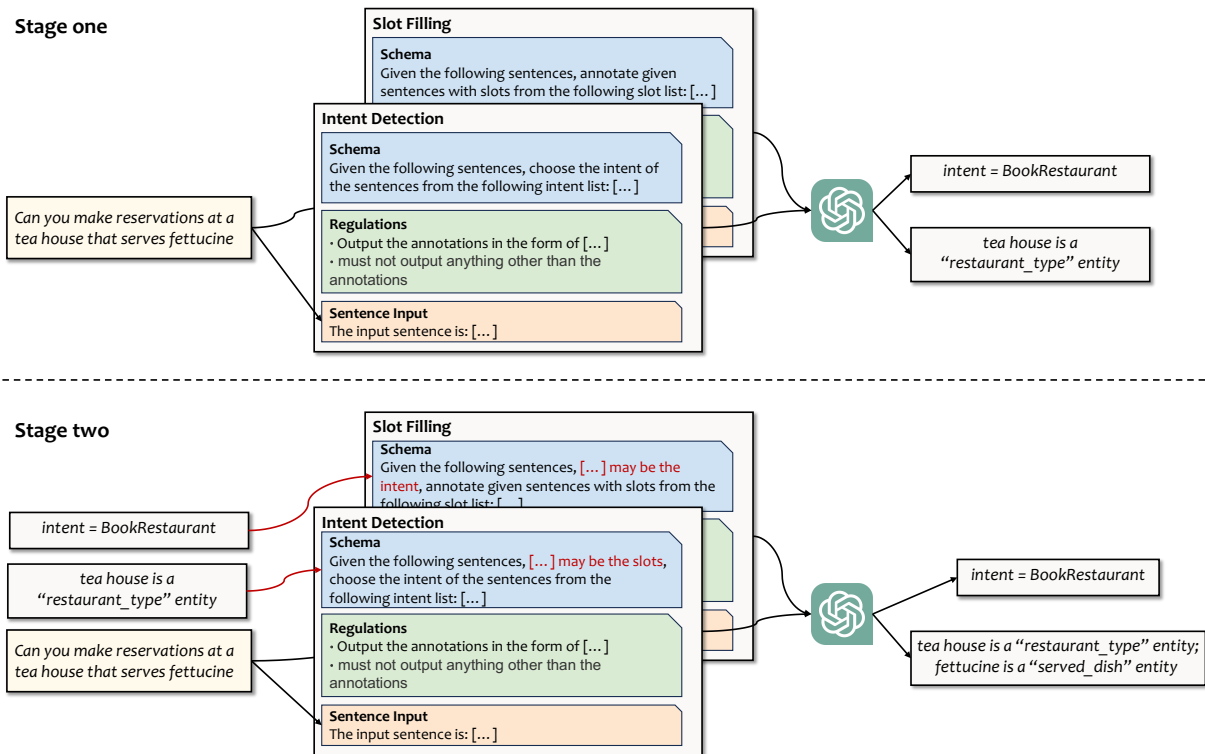 Stage one
Slot Filling
Schema
Given the following sentences, annotate given
sentences with slots from the following slot list: [...]
Intent Detection
Schema
Given the following sentences, choose the intent of
the sentences from the following intent list: [...]
Regulations
· Output the annotations in the form of [...]
· must not output anything other than the
annotations
Sentence Input
The input sentence is: [...]
Can you make reservations at a
tea house that serves fettucine
intent = BookRestaurant
tea house is a
“restaurant_type” entity
Stage two
Slot Filling
Schema
Given the following sentences, [...] may be the
intent, annotate given sentences with slots from the
following slot list: [...]
Intent Detection
Schema
Given the following sentences, [...] may be the slots,
choose the intent of the sentences from the
following intent list: [...]
Regulations
· Output the annotations in the form of [...]
· must not output anything other than the
annotations
Sentence Input
The input sentence is: [...]
intent = BookRestaurant
tea house is a
“restaurant_type” entity
Can you make reservations at a
tea house that serves fettucine
intent = BookRestaurant
tea house is a “restaurant_type” entity;
fettucine is a “served_dish” entity